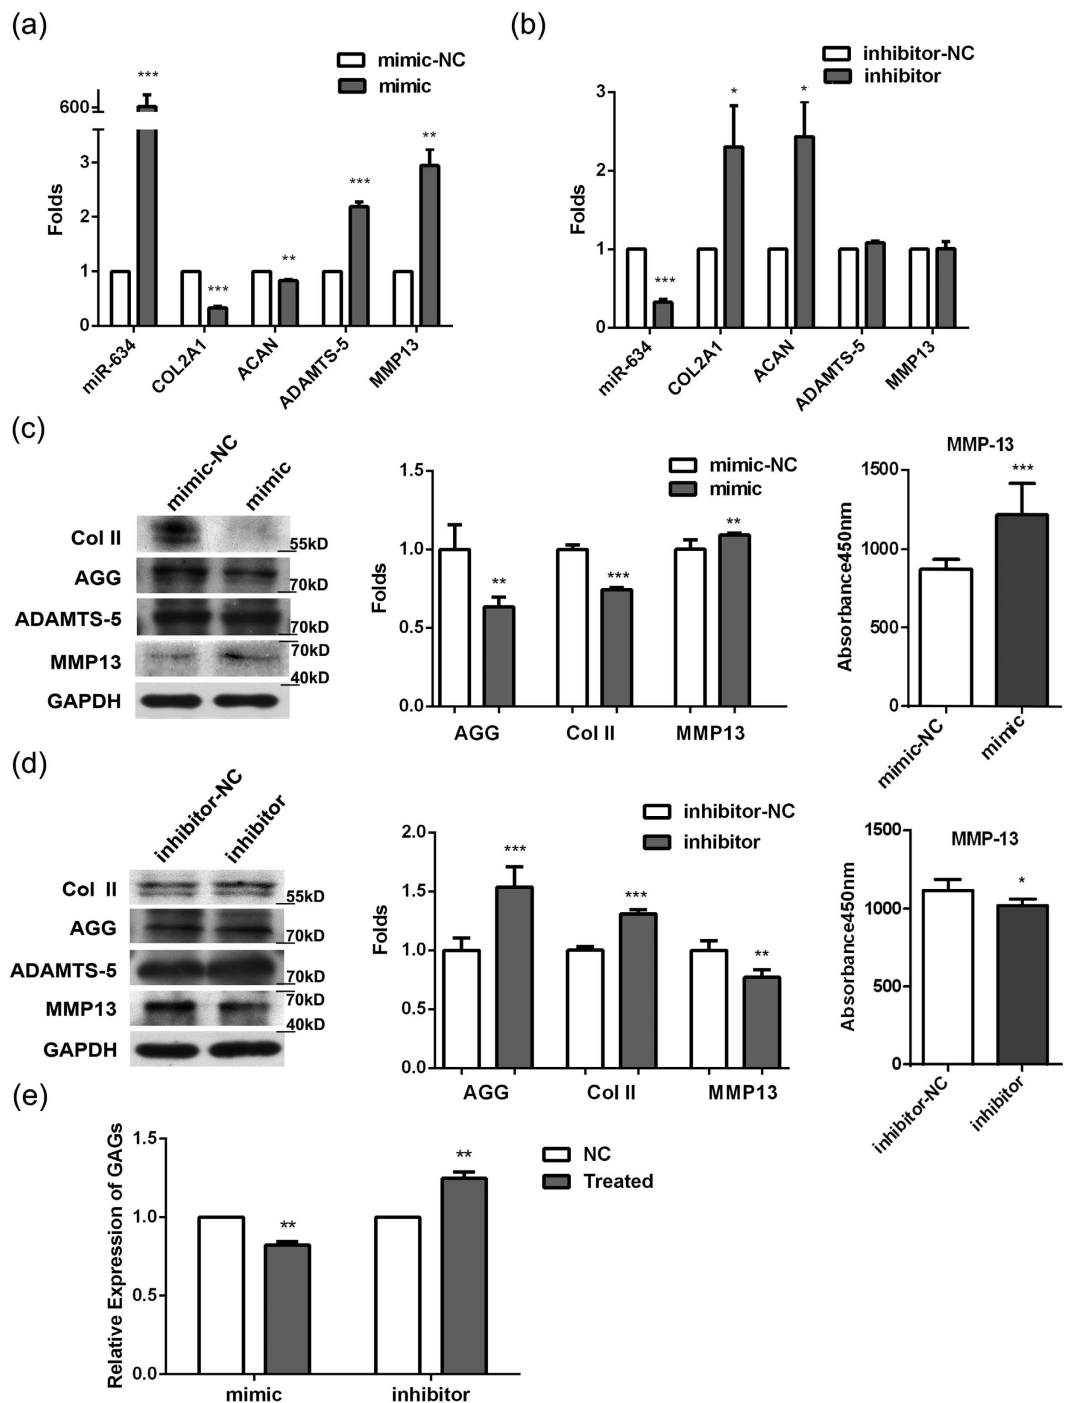 (a)
mimic-NC
mimic
***
600
**
***
3
Folds
2
**
1
***
0
miR-634
COL2A1
ACAN
ADAMTS-5
MMP13
(b)
inhibitor-NC
inhibitor
3
*
*
Folds
2
1
***
0
miR-634
COL2A1
ACAN
ADAMTS-5
MMP13
(c)
mimic-NC
mimic
Col II
55kD
AGG
70kD
ADAMTS-5
70kD
70kD
MMP13
40kD
GAPDH
1.5
mimic-NC
mimic
**
1.0
Folds
**
***
0.5
0.0
AGG
Col II
MMP13
MMP-13
1500
***
Absorbance450nm
1000
500
0
mimic-NC
mimic
(d)
inhibitor-NC
inhibitor
Col II
55kD
AGG
70kD
ADAMTS-5
70kD
70kD
MMP13
40kD
GAPDH
2.0
inhibitor-NC
inhibitor
***
1.5
***
Folds
1.0
**
0.5
0.0
AGG
Col II
MMP13
1500
MMP-13
*
Absorbance450nm
1000
500
0
inhibitor-NC
inhibitor
(e)
Relative Expression of GAGs
1.5
NC
Treated
**
1.0
**
0.5
0.0
mimic
inhibitor